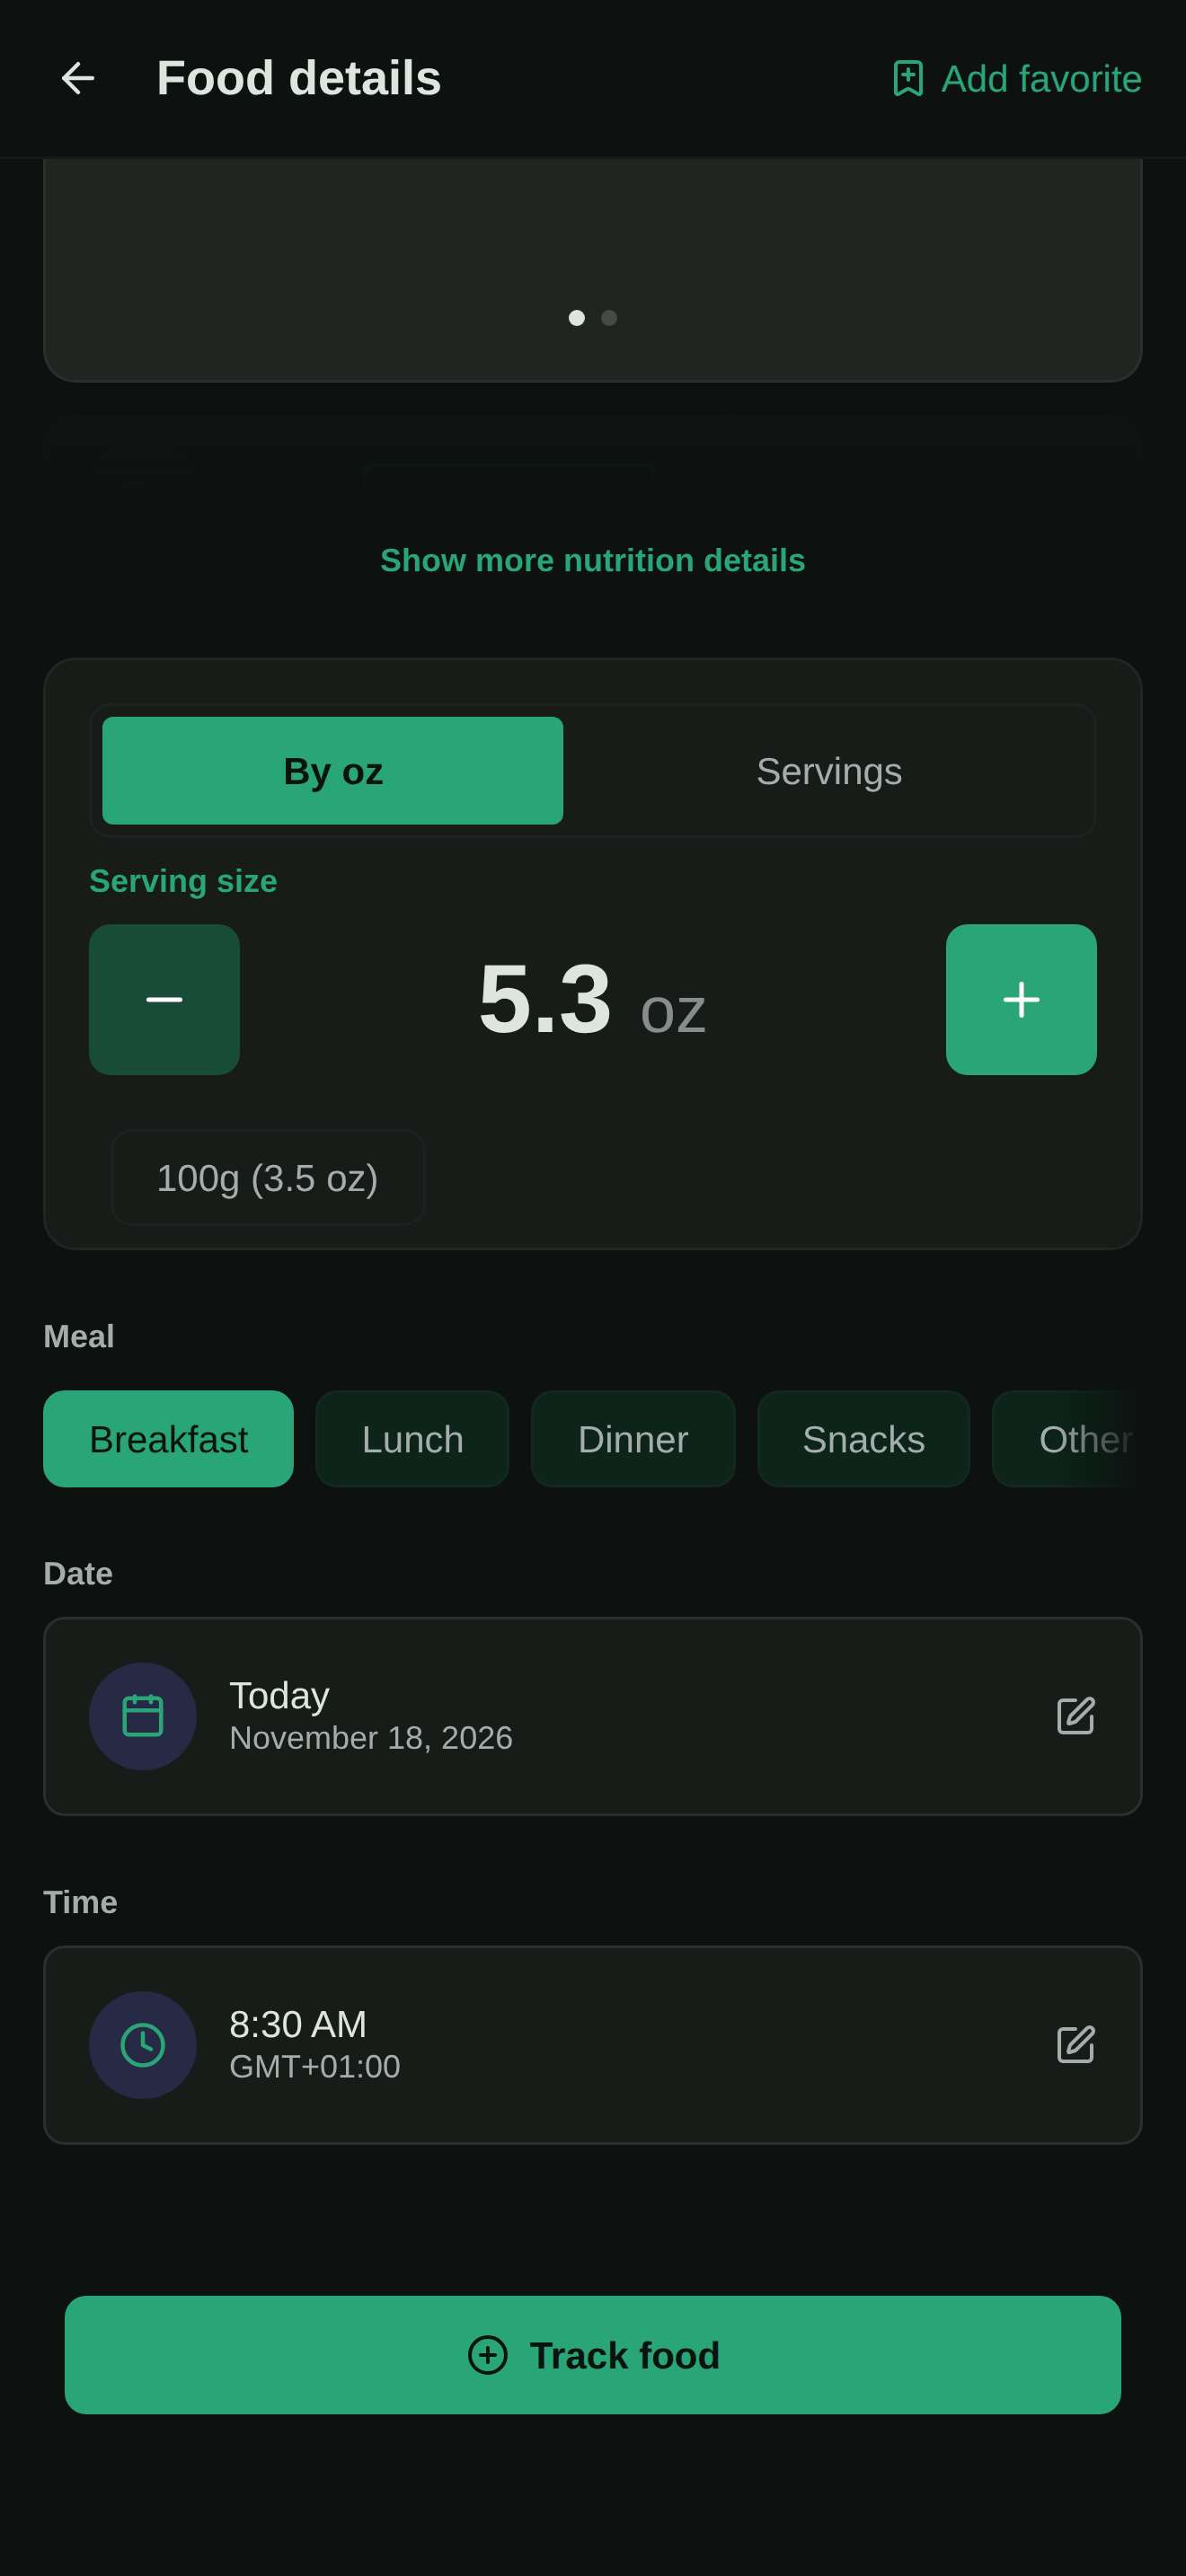 Food details
Add favorite
Show more nutrition details
By oz
Servings
Serving size
5.3 oz
100g (3.5 oz)
Meal
Breakfast
Lunch
Dinner
Snacks
Other
Date
Today
November 18, 2026
Time
8:30 AM
GMT+01:00
Track food